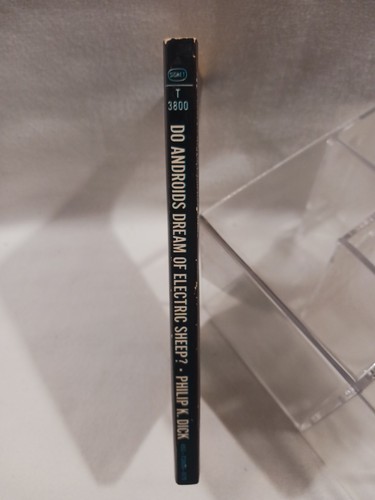 SIGNET
T
3800
DO ANDROIDS DREAM OF ELECTRIC SHEEP? • PHILIP K. DICK